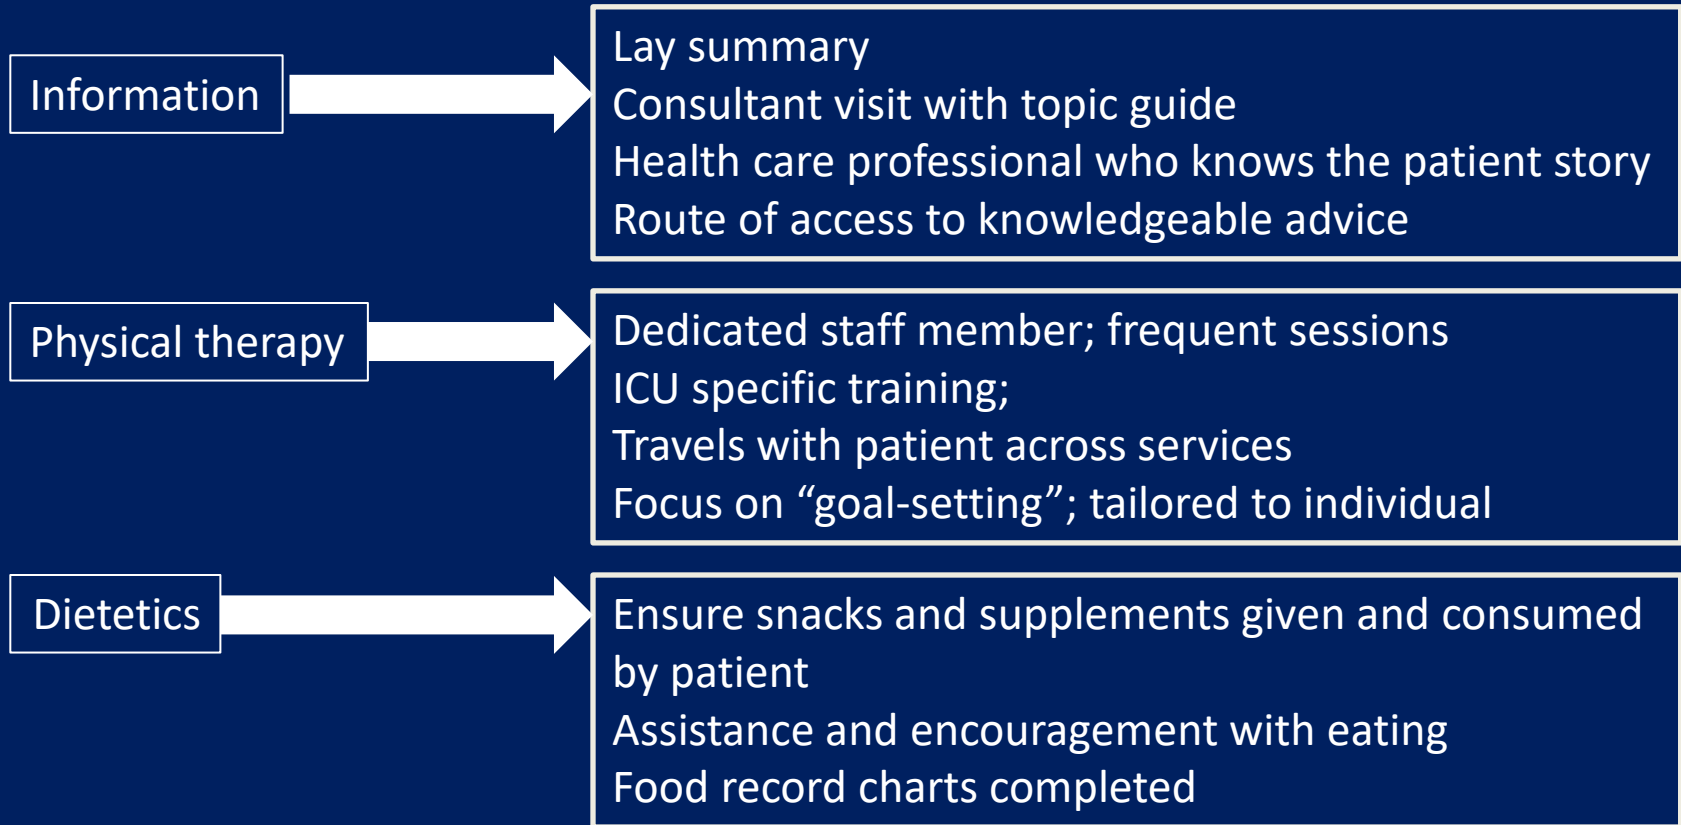 Information
Lay summary
Consultant visit with topic guide
Health care professional who knows the patient story
Route of access to knowledgeable advice
Physical therapy
Dedicated staff member; frequent sessions
ICU specific training;
Travels with patient across services
Focus on “goal-setting”; tailored to individual
Dietetics
Ensure snacks and supplements given and consumed
by patient
Assistance and encouragement with eating
Food record charts completed